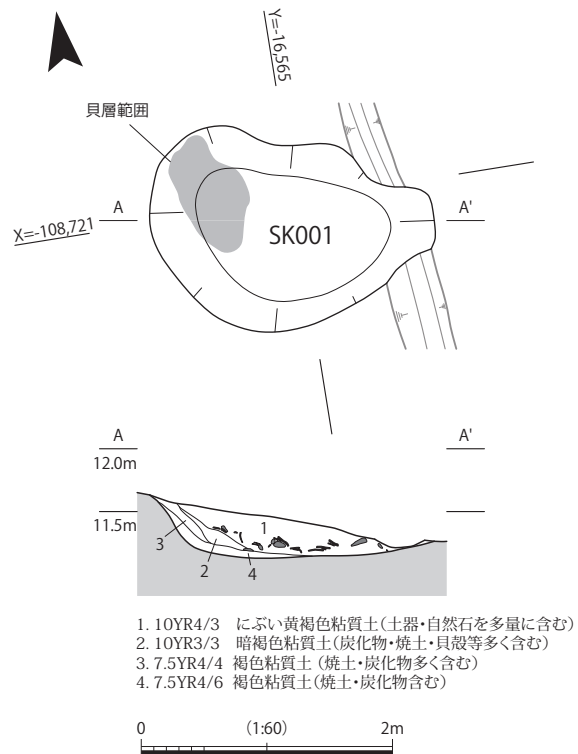 Y=-16,565
貝層範囲
A
A'
X=-108,721
SK001
A
A'
12.0m
11.5m
1
3
2
4
1. 10YR4/3 にぶい黄褐色粘質土(土器・自然石を多量に含む)
2. 10YR3/3 暗褐色粘質土(炭化物・焼土・貝殻等多く含む)
3. 7.5YR4/4 褐色粘質土 (焼土・炭化物多く含む)
4. 7.5YR4/6 褐色粘質土(焼土・炭化物含む)
0 (1:60) 2m